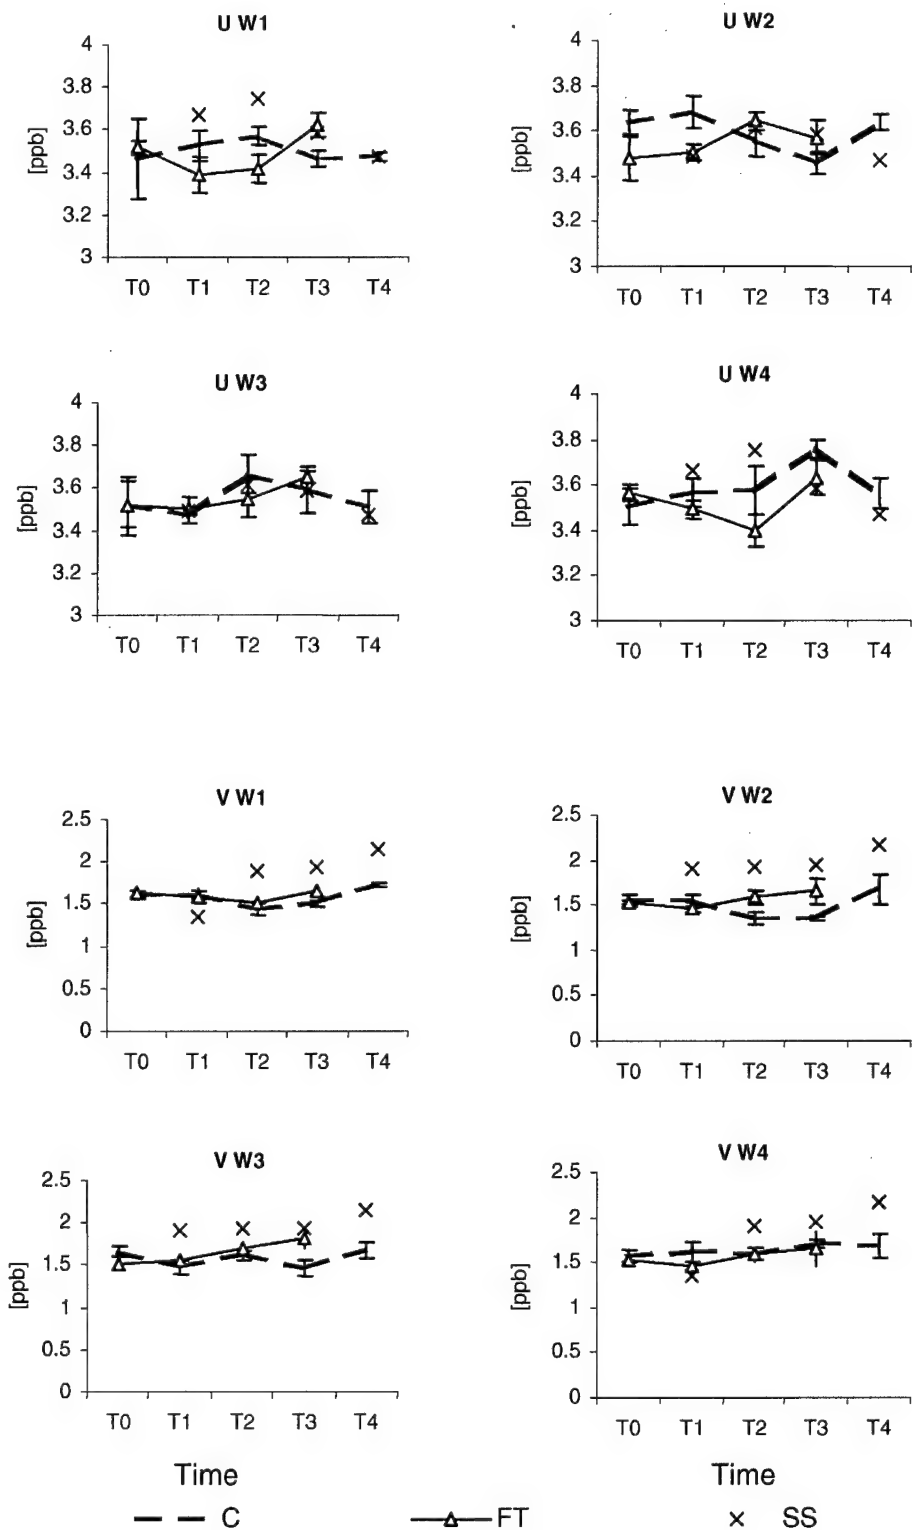 U W1
[ppb]
4
3.8
3.6
3.4
3.2
3
T0 T1 T2 T3 T4
U W2
[ppb]
4
3.8
3.6
3.4
3.2
3
T0 T1 T2 T3 T4
U W3
[ppb]
4
3.8
3.6
3.4
3.2
3
T0 T1 T2 T3 T4
U W4
[ppb]
4
3.8
3.6
3.4
3.2
3
T0 T1 T2 T3 T4
V W1
[ppb]
2.5
2
1.5
1
0.5
0
T0 T1 T2 T3 T4
V W2
[ppb]
2.5
2
1.5
1
0.5
0
T0 T1 T2 T3 T4
V W3
[ppb]
2.5
2
1.5
1
0.5
0
T0 T1 T2 T3 T4
Time
V W4
[ppb]
2.5
2
1.5
1
0.5
0
T0 T1 T2 T3 T4
Time
C FT SS